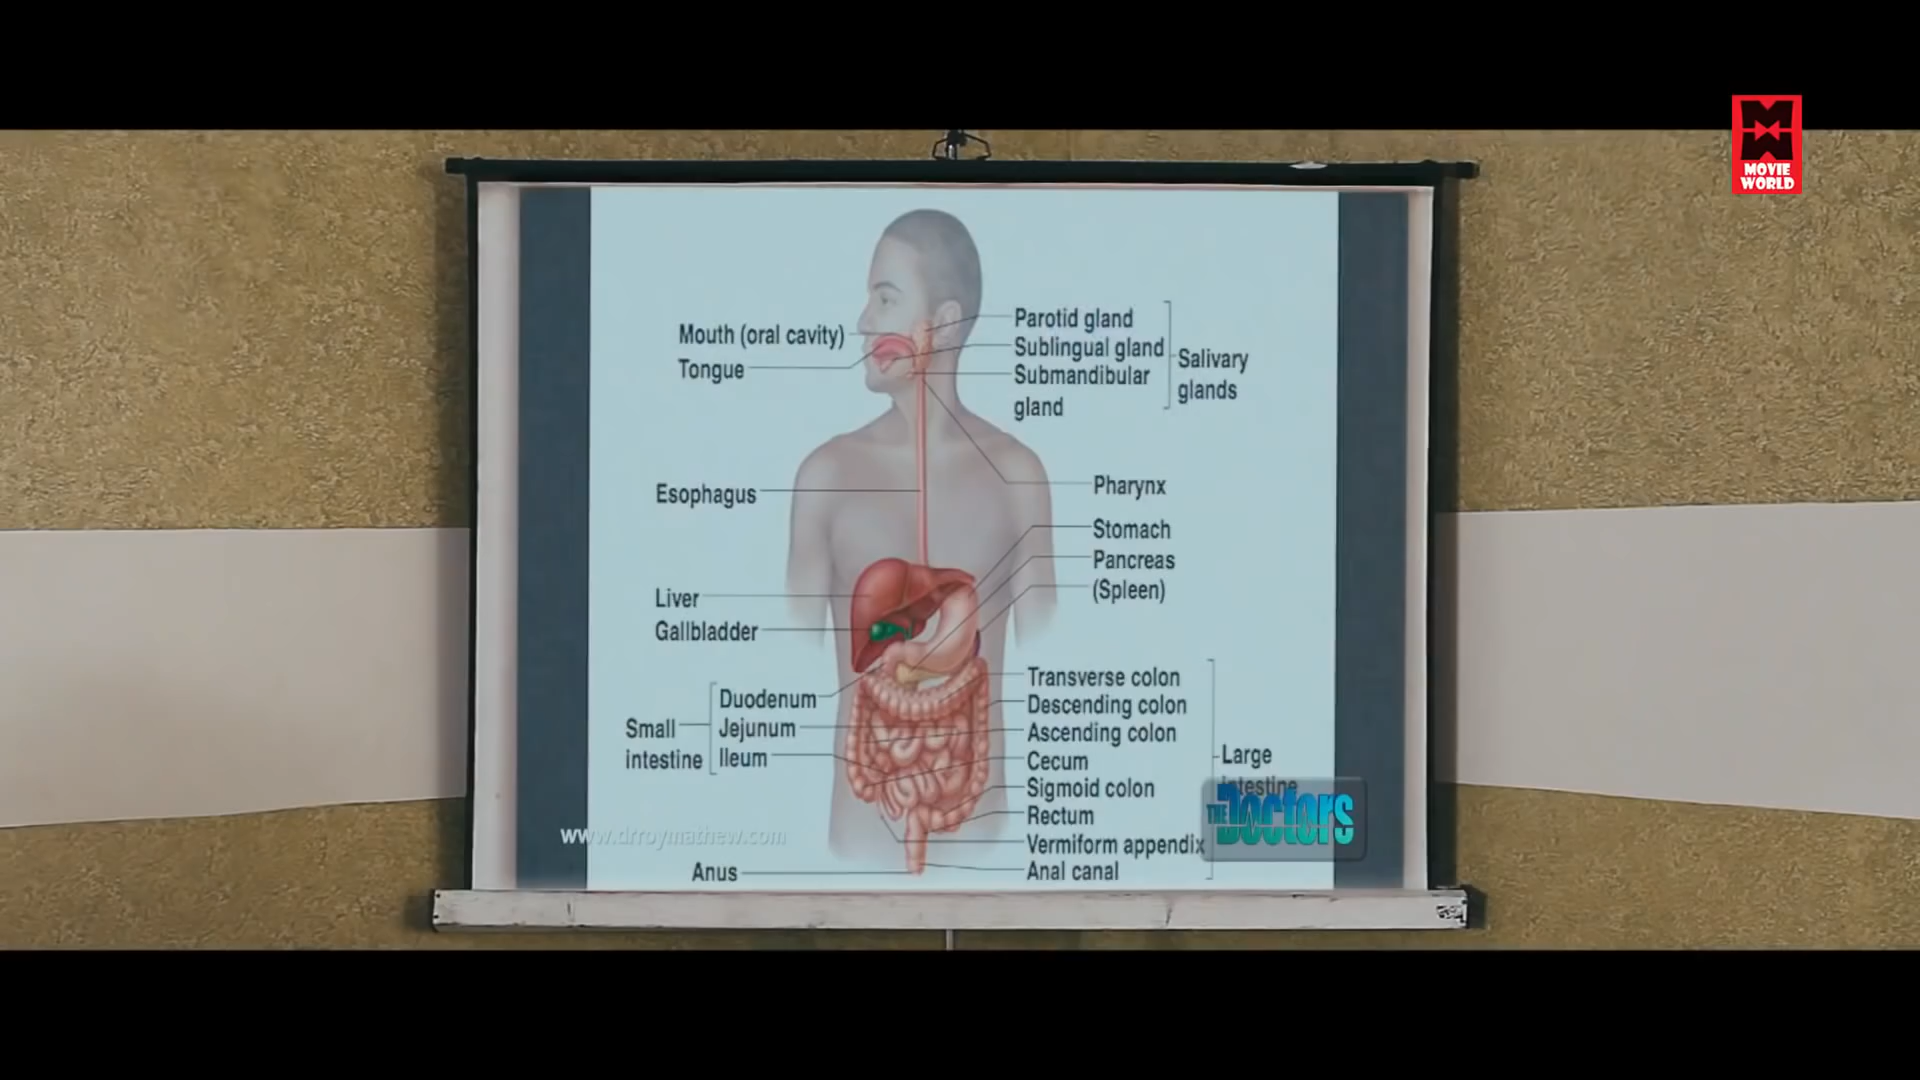 MOVIE
WORLD
Mouth (oral cavity)
Tongue
Parotid gland
Sublingual gland
Submandibular
gland
Salivary
glands
Esophagus
Pharynx
Stomach
Pancreas
(Spleen)
Liver
Gallbladder
Small
intestine
Duodenum
Jejunum
Ileum
Transverse colon
Descending colon
Ascending colon
Cecum
Sigmoid colon
Rectum
Vermiform appendix
Anal canal
Large
intestine
Anus
www.drroymathew.com
THE Doctors